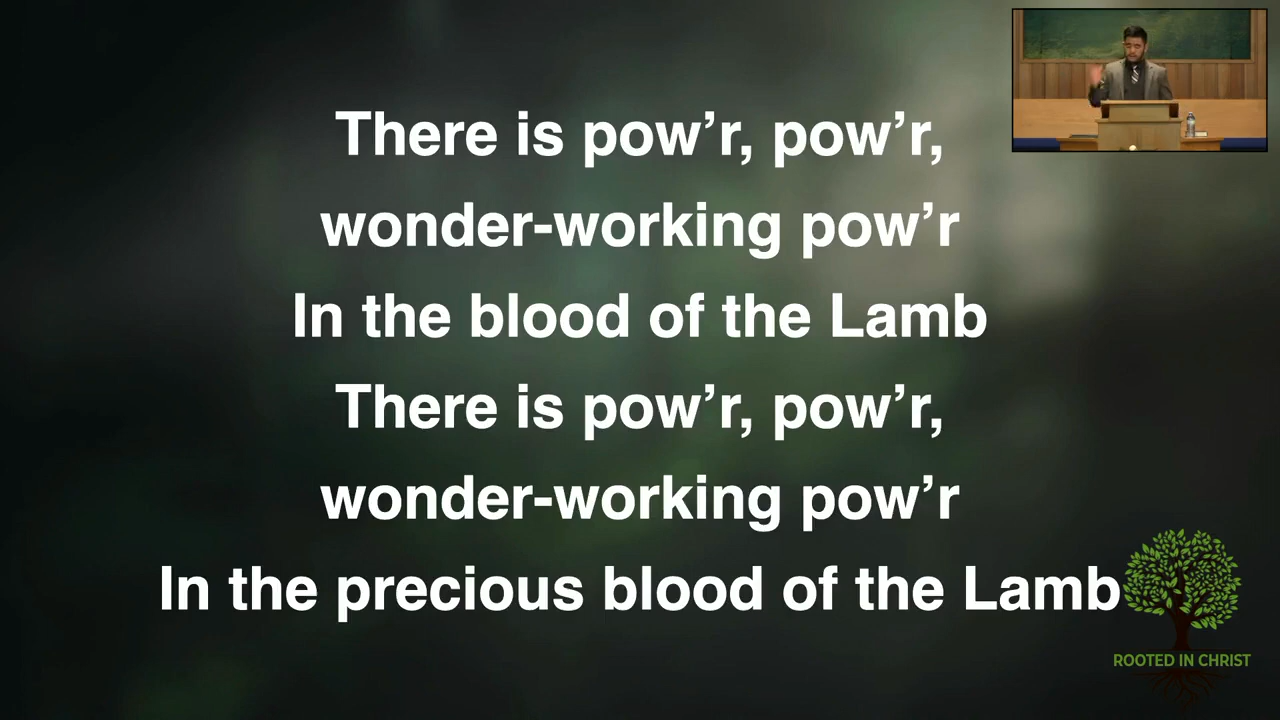 There is pow’r, pow’r,
wonder-working pow’r
In the blood of the Lamb
There is pow’r, pow’r,
wonder-working pow’r
In the precious blood of the Lamb
ROOTED IN CHRIST